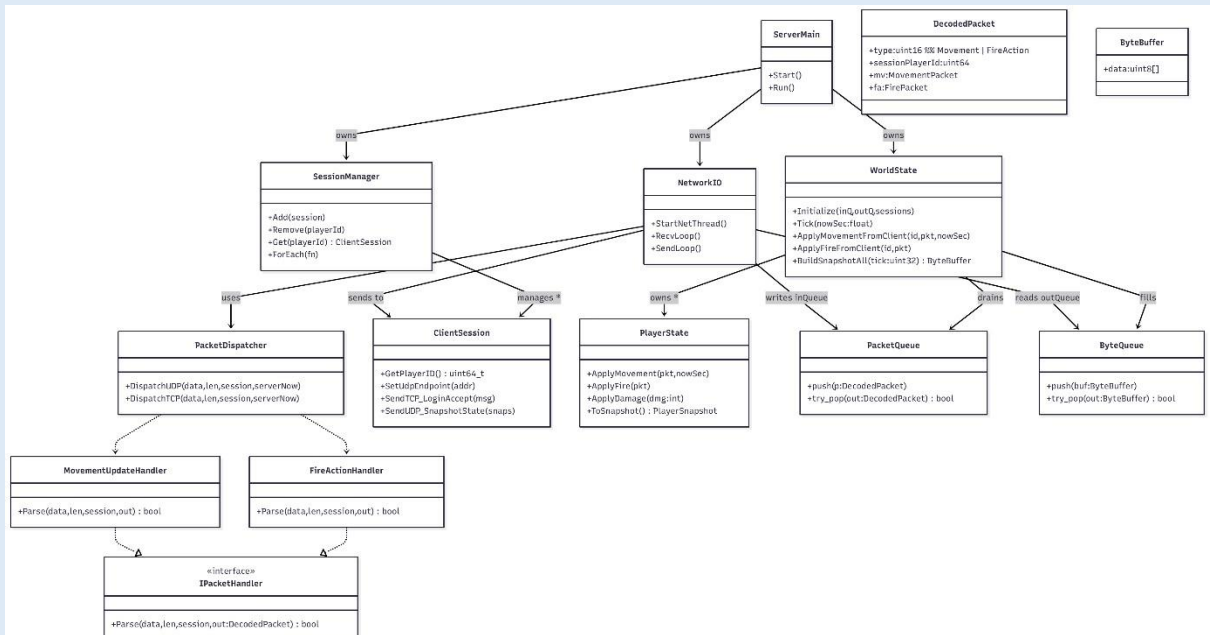 ServerMain
+Start()
+Run()
DecodedPacket
+type:uint16 %% Movement | FireAction
+sessionPlayerId:uint64
+mv:MovementPacket
+fa:FirePacket
ByteBuffer
+data:uint8[]
owns
owns
owns
SessionManager
+Add(session)
+Remove(playerId)
+Get(playerId) : ClientSession
+ForEach(fn)
NetworkIO
+StartNetThread()
+RecvLoop()
+SendLoop()
WorldState
+Initialize(inQ,outQ,sessions)
+Tick(nowSec:float)
+ApplyMovementFromClient(id,pkt,nowSec)
+ApplyFireFromClient(id,pkt)
+BuildSnapshotAll(tick:uint32) : ByteBuffer
uses
sends to
manages *
owns *
writes inQueue
drains
reads outQueue
fills
PacketDispatcher
+DispatchUDP(data,len,session,serverNow)
+DispatchTCP(data,len,session,serverNow)
ClientSession
+GetPlayerID() : uint64_t
+SetUdpEndpoint(addr)
+SendTCP_LoginAccept(msg)
+SendUDP_SnapshotState(snaps)
PlayerState
+ApplyMovement(pkt,nowSec)
+ApplyFire(pkt)
+ApplyDamage(dmg:int)
+ToSnapshot() : PlayerSnapshot
PacketQueue
+push(p:DecodedPacket)
+try_pop(out:DecodedPacket) : bool
ByteQueue
+push(buf:ByteBuffer)
+try_pop(out:ByteBuffer) : bool
MovementUpdateHandler
+Parse(data,len,session,out) : bool
FireActionHandler
+Parse(data,len,session,out) : bool
«interface»
IPacketHandler
+Parse(data,len,session,out:DecodedPacket) : bool